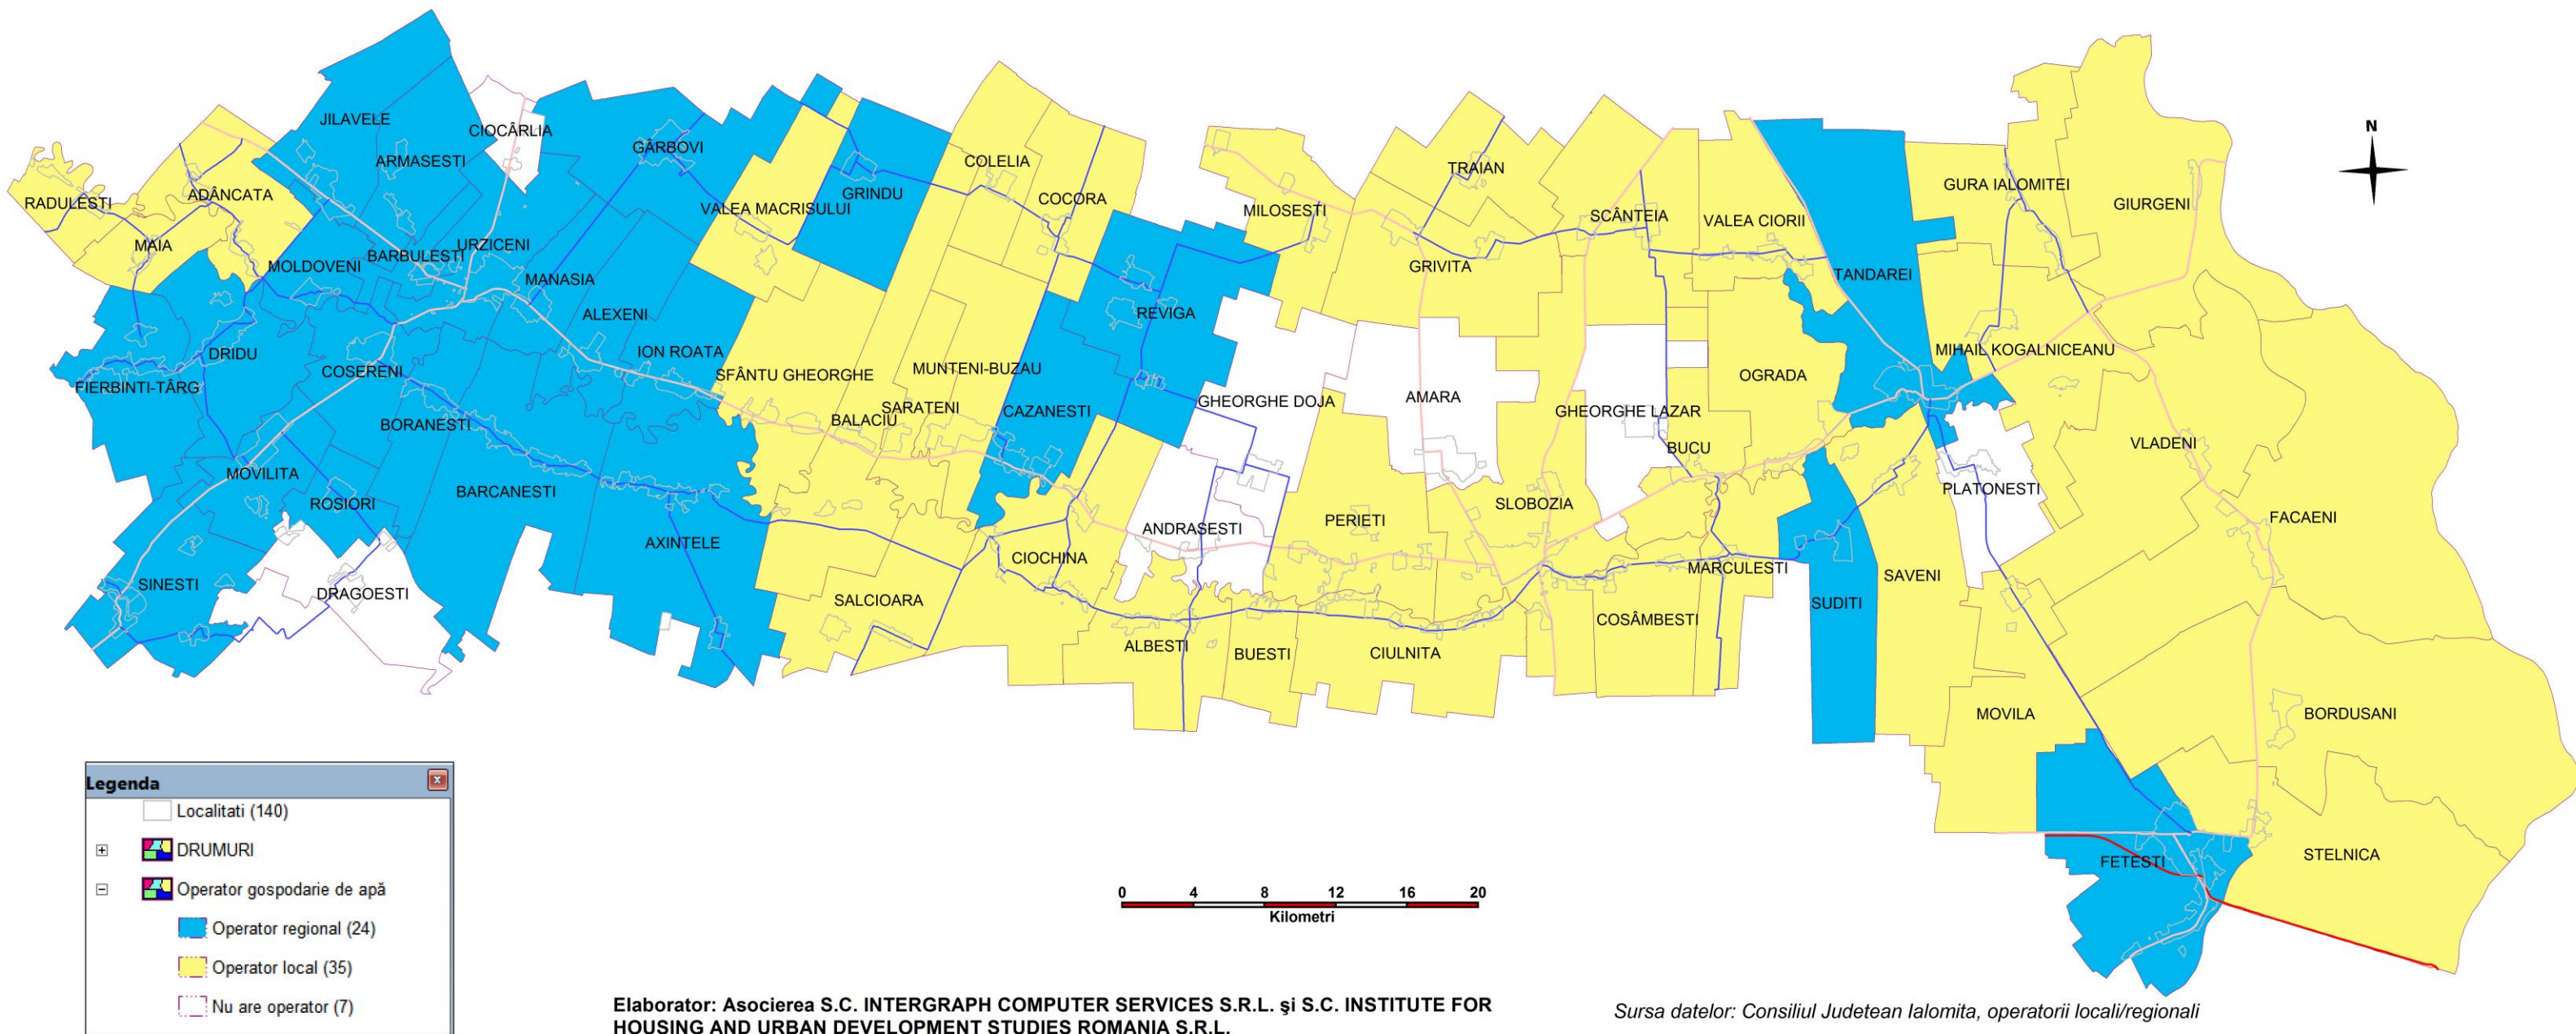 N
JILAVELE
CIOCÂRLIA
ARMASESTI
GÂRBOVI
COLELIA
TRAIAN
RADULESTI
ADÂNCATA
GRINDU
VALEA MACRISULUI
COCORA
MILOSESTI
SCÂNTEIA
VALEA CIORII
GURA IALOMITEI
GIURGENI
MAIA
MOLDOVENI
BARBULESTI
URZICENI
MANASIA
GRIVITA
TANDAREI
ALEXENI
REVIGA
DRIDU
COSERENI
ION ROATA
MIHAIL KOGALNICEANU
FIERBINTI-TÂRG
SFÂNTU GHEORGHE
MUNTENI-BUZAU
OGRADA
BORANESTI
BALACIU
SARATENI
CAZANESTI
GHEORGHE DOJA
AMARA
GHEORGHE LAZAR
BUCU
VLADENI
MOVILITA
ROSIORI
BARCANESTI
SLOBOZIA
PLATONESTI
AXINTELE
CIOCHINA
ANDRASESTI
PERIETI
FACAENI
SINESTI
DRAGOESTI
SALCIOARA
MARCULESTI
SUDITI
SAVENI
ALBESTI
BUESTI
CIULNITA
COSÂMBESTI
MOVILA
BORDUSANI
FETESTI
STELNICA
Legenda
x
Localitati (140)
DRUMURI
Operator gospodarie de apă
Operator regional (24)
Operator local (35)
Nu are operator (7)
0 4 8 12 16 20
Kilometri
Elaborator: Asocierea S.C. INTERGRAPH COMPUTER SERVICES S.R.L. şi S.C. INSTITUTE FOR
HOUSING AND URBAN DEVELOPMENT STUDIES ROMANIA S.R.L.
Sursa datelor: Consiliul Judetean Ialomita, operatorii locali/regionali